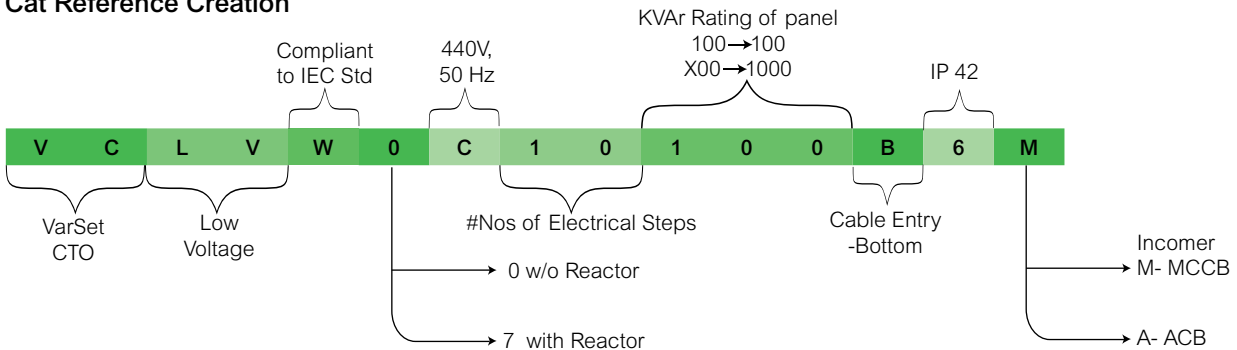 Cat Reference Creation
KVAr Rating of panel
100→100
X00→1000
Compliant
to IEC Std
440V,
50 Hz
IP 42
V C L V W 0 C 1 0 1 0 0 B 6 M
VarSet
CTO
Low
Voltage
#Nos of Electrical Steps
Cable Entry
-Bottom
0 w/o Reactor
7 with Reactor
Incomer
M- MCCB
A- ACB